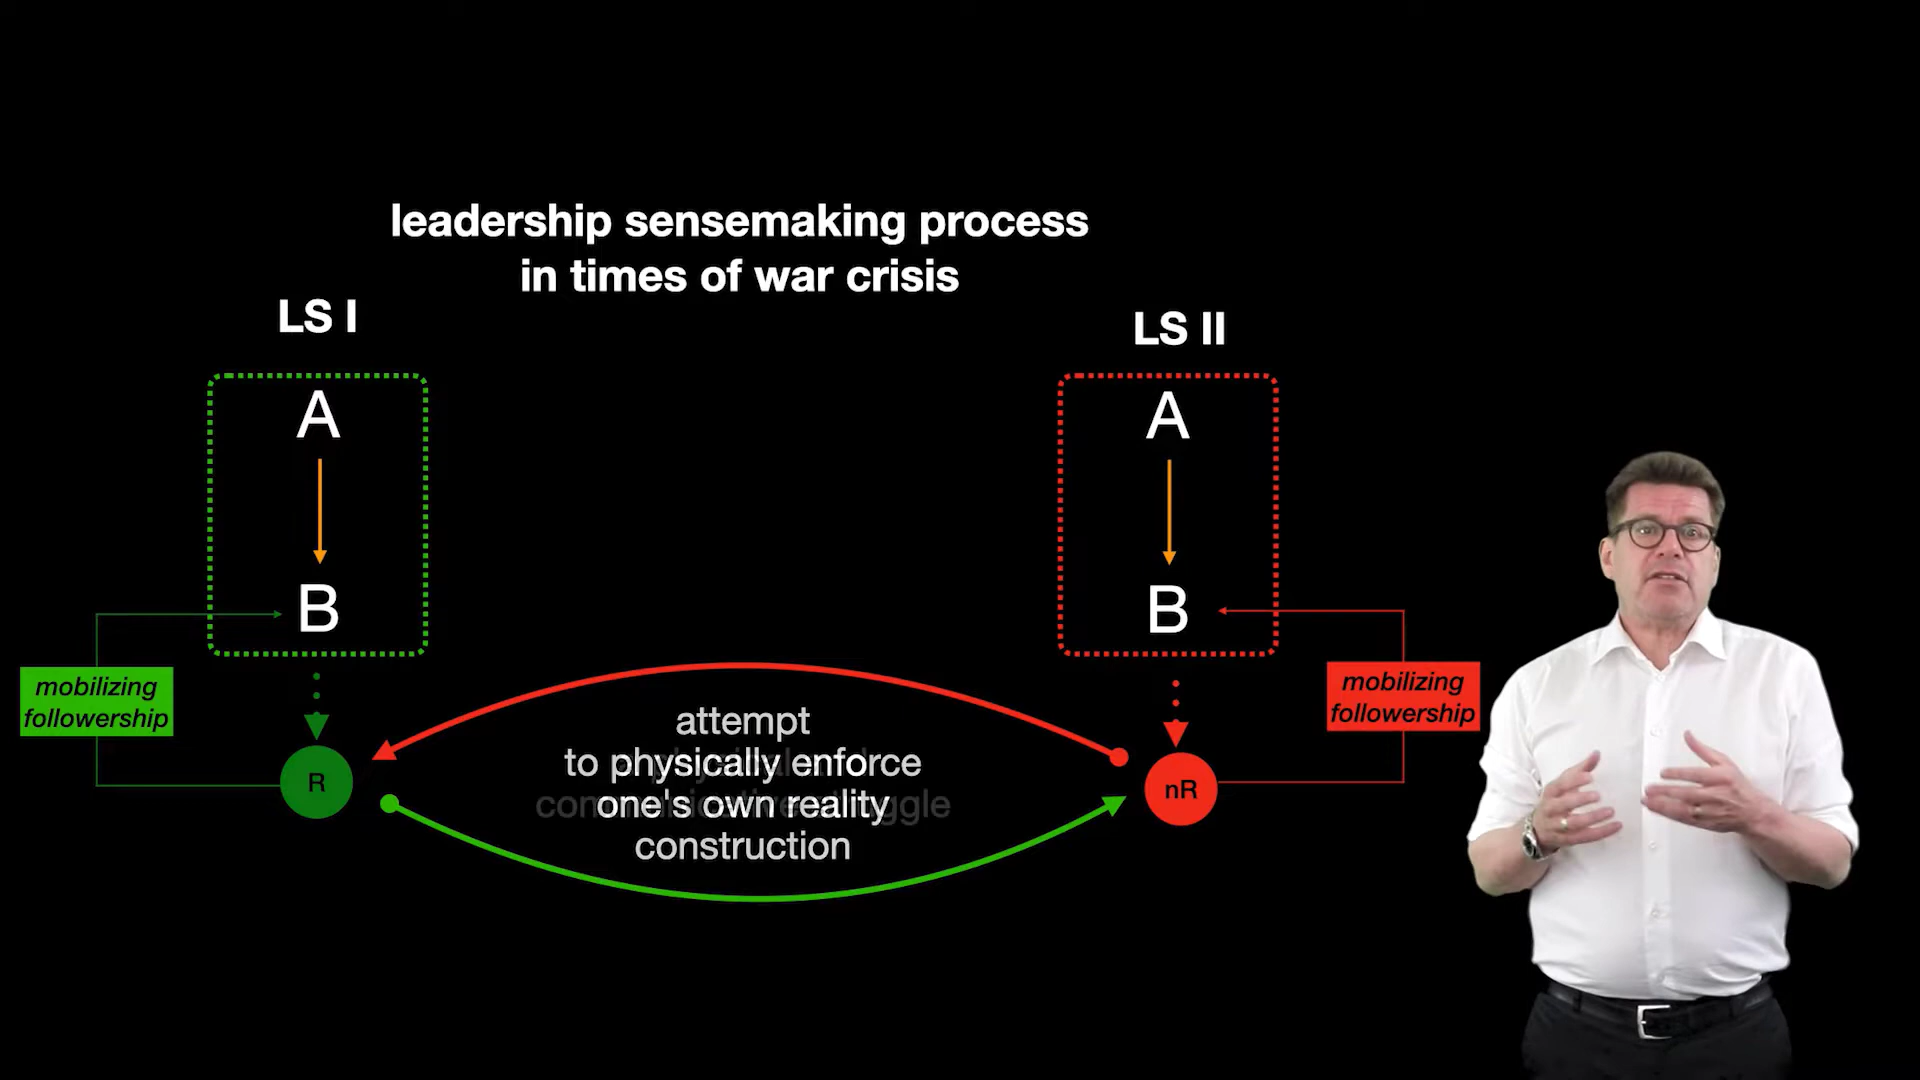 leadership sensemaking process
in times of war crisis
LS I
LS II
A
A
B
B
mobilizing
followership
mobilizing
followership
attempt
to physically enforce
one's own reality
construction
R
nR